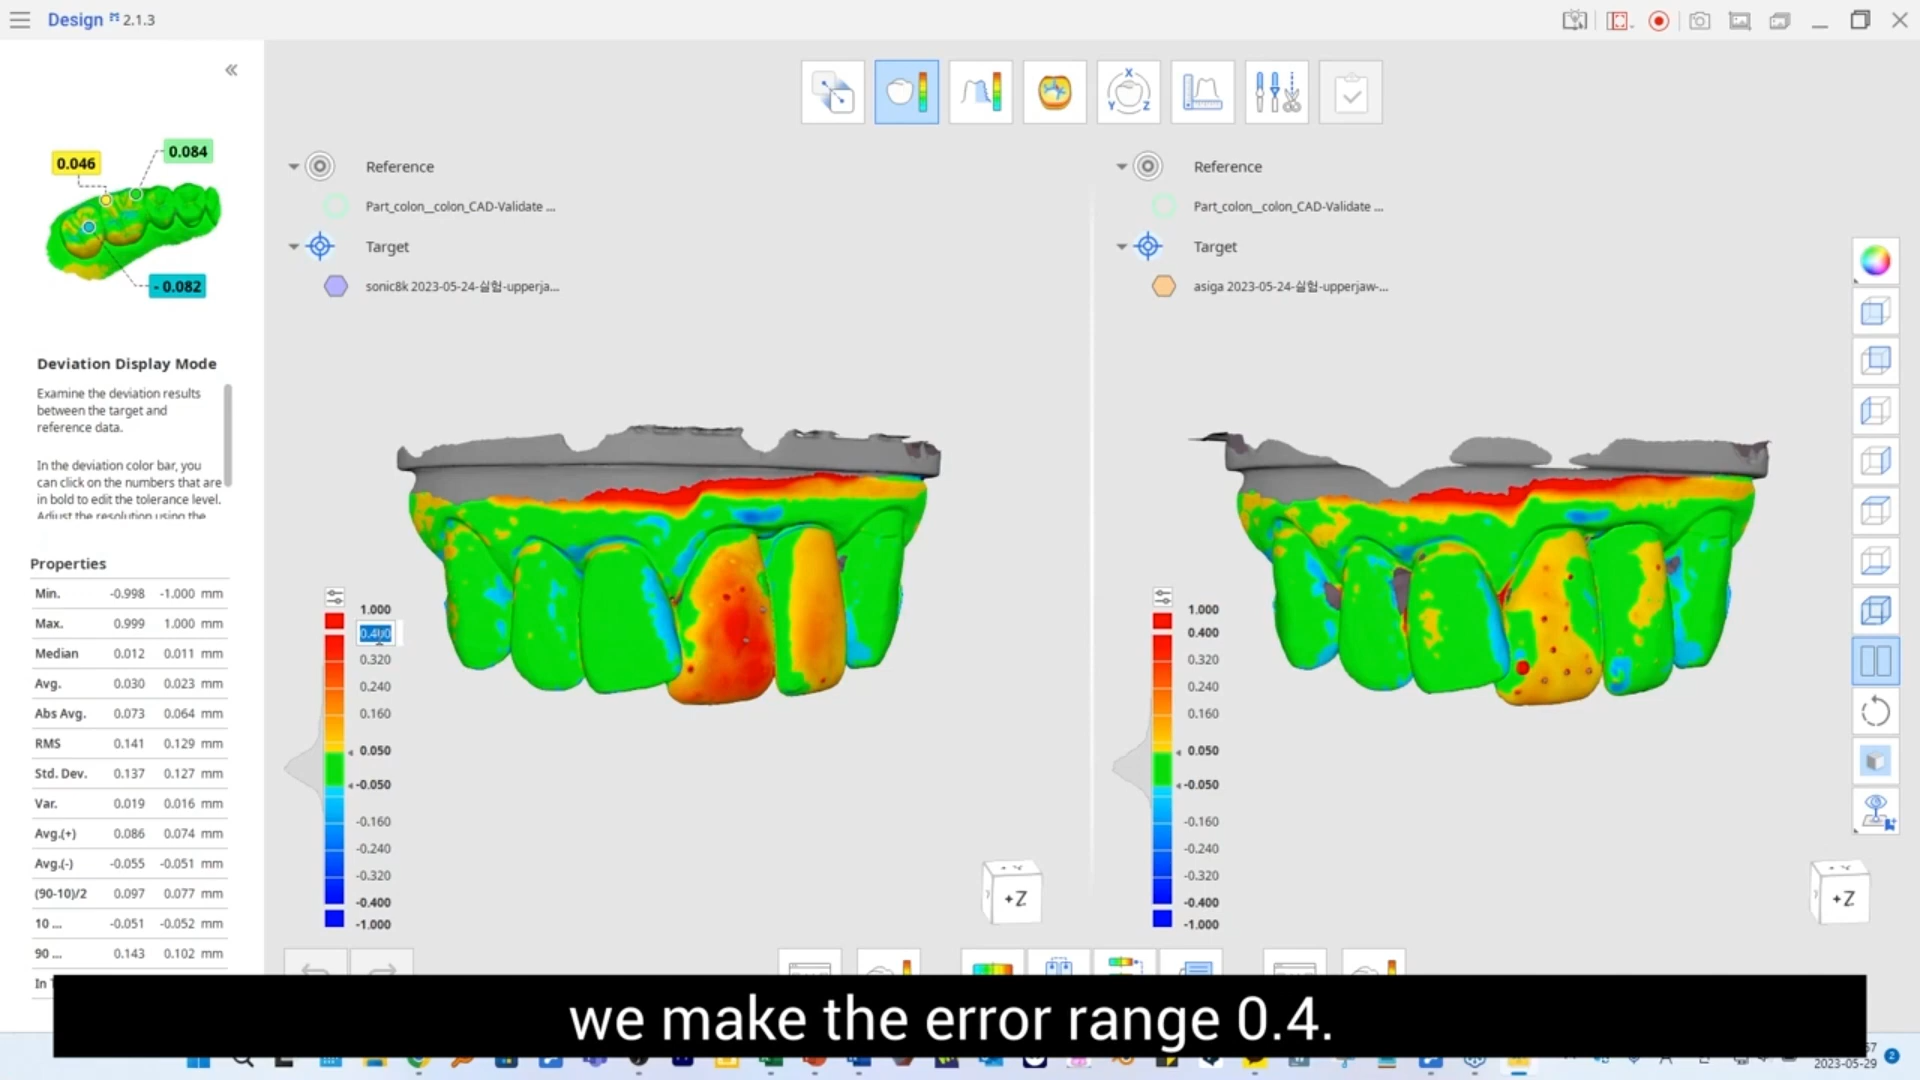 Design 2.1.3
0.046
0.084
- 0.082
Deviation Display Mode
Examine the deviation results
between the target and
reference data.
In the deviation color bar, you
can click on the numbers that are
in bold to edit the tolerance level.
Adjust the resolution using the
Properties
Min. -0.998 -1.000 mm
Max. 0.999 1.000 mm
Median 0.012 0.011 mm
Avg. 0.030 0.023 mm
Abs Avg. 0.073 0.064 mm
RMS 0.141 0.129 mm
Std. Dev. 0.137 0.127 mm
Var. 0.019 0.016 mm
Avg.(+) 0.086 0.074 mm
Avg.(-) -0.055 -0.051 mm
(90-10)/2 0.097 0.077 mm
10 ... -0.051 -0.052 mm
90 ... 0.143 0.102 mm
X
Y Z
Reference
Part_colon__colon_CAD-Validate ...
Target
sonic8k 2023-05-24-실험-upperja...
1.000
0.400
0.320
0.240
0.160
0.050
-0.050
-0.160
-0.240
-0.320
-0.400
-1.000
+Z
Reference
Part_colon__colon_CAD-Validate ...
Target
asiga 2023-05-24-실험-upperjaw-...
1.000
0.400
0.320
0.240
0.160
0.050
-0.050
-0.160
-0.240
-0.320
-0.400
-1.000
+Z
we make the error range 0.4.
2023-05-29
2